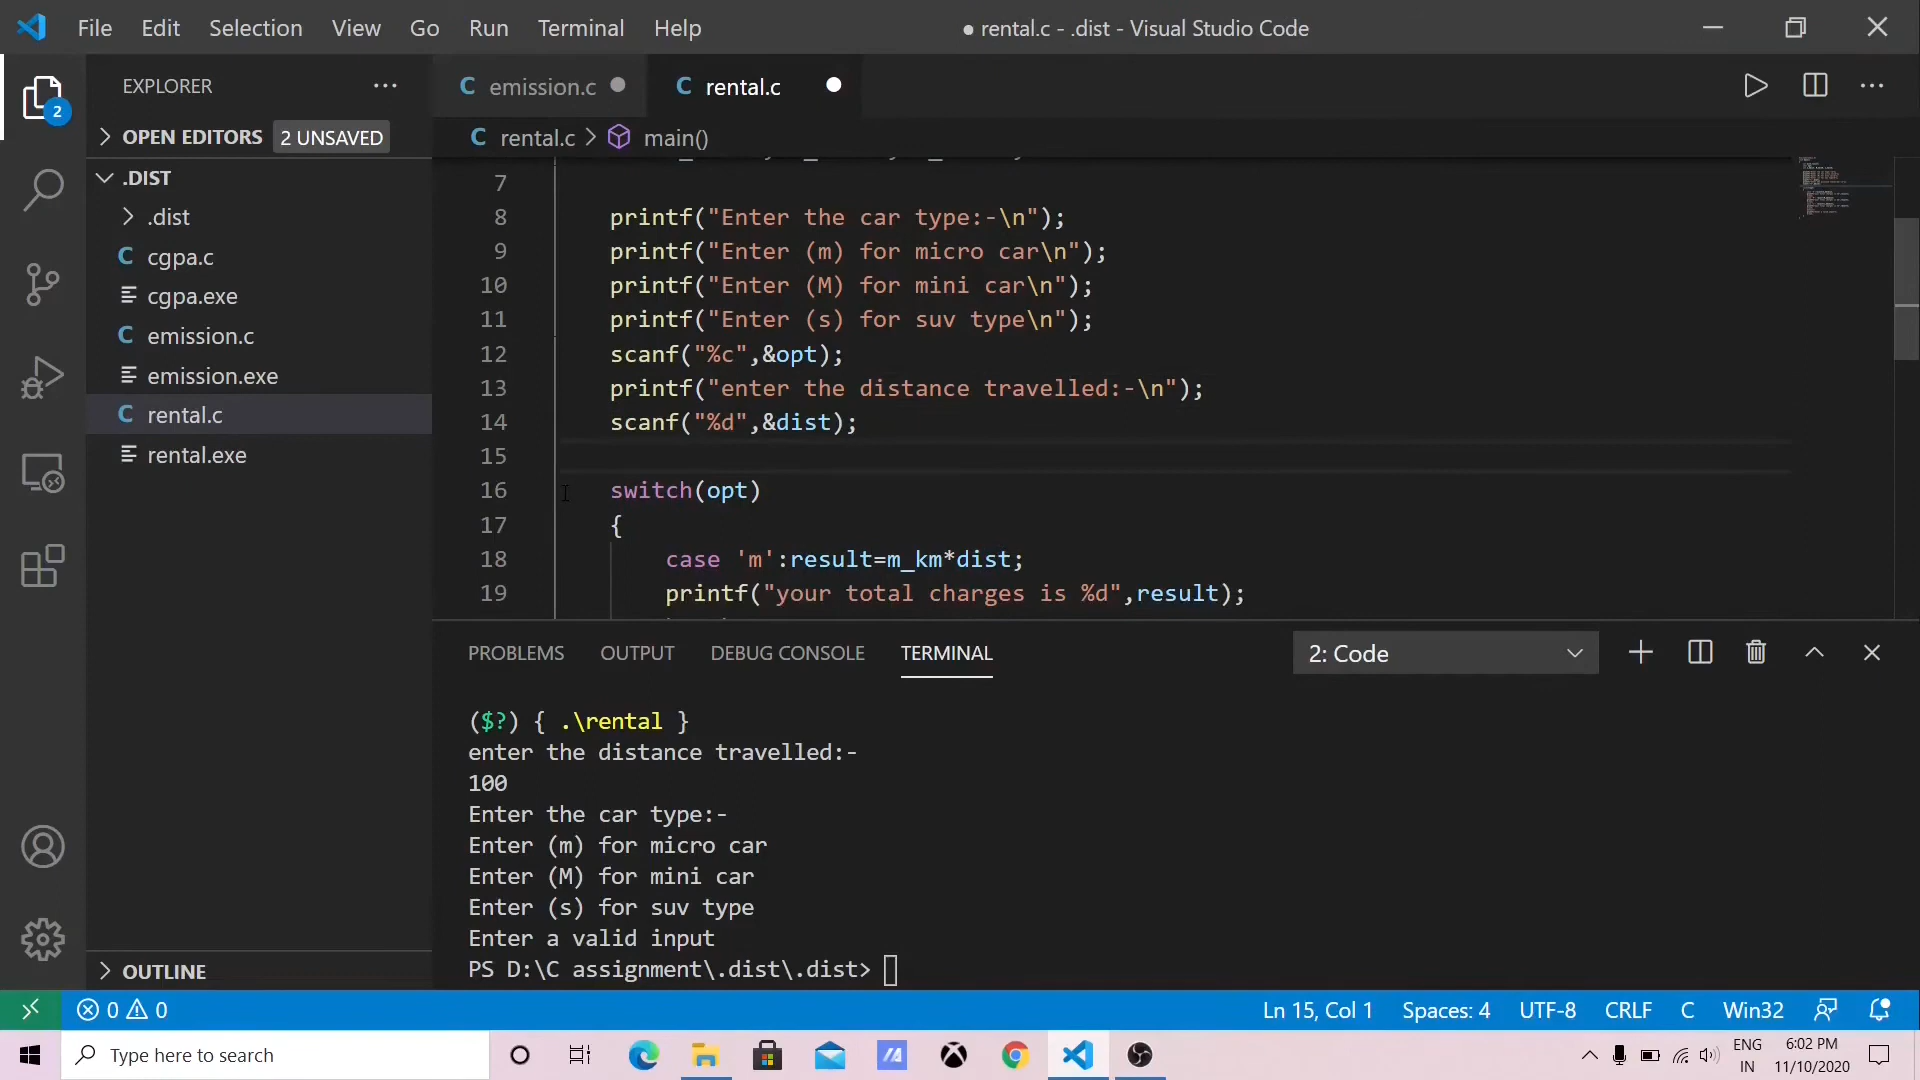 File Edit Selection View Go Run Terminal Help
● rental.c - .dist - Visual Studio Code
EXPLORER
2
OPEN EDITORS 2 UNSAVED
.DIST
.dist
C cgpa.c
cgpa.exe
C emission.c
emission.exe
C rental.c
rental.exe
OUTLINE
C emission.c ●
C rental.c ●
C rental.c > main()
7
8 printf("Enter the car type:-\n");
9 printf("Enter (m) for micro car\n");
10 printf("Enter (M) for mini car\n");
11 printf("Enter (s) for suv type\n");
12 scanf("%c",&opt);
13 printf("enter the distance travelled:-\n");
14 scanf("%d",&dist);
15
16 switch(opt)
17 {
18 case 'm':result=m_km*dist;
19 printf("your total charges is %d",result);
PROBLEMS OUTPUT DEBUG CONSOLE TERMINAL
2: Code
($?) { .\rental }
enter the distance travelled:-
100
Enter the car type:-
Enter (m) for micro car
Enter (M) for mini car
Enter (s) for suv type
Enter a valid input
PS D:\C assignment\.dist\.dist>
0 0
Ln 15, Col 1 Spaces: 4 UTF-8 CRLF C Win32
Type here to search
ENG
IN
6:02 PM
11/10/2020